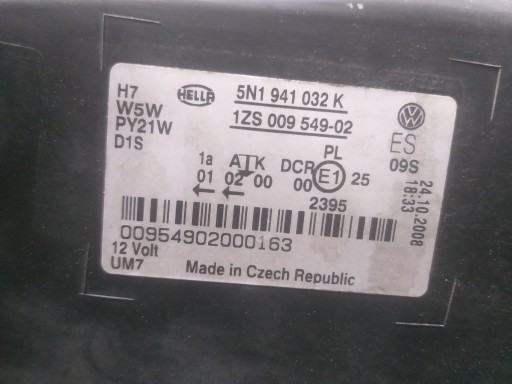 H7
W5W
PY21W
D1S
HELLA
5N1 941 032 K
1ZS 009 549-02
ES
09S
24.10.2008
18:33
PL
1a ATK DCR E1 25
01 02 00 00
2395
00954902000163
12 Volt
UM7
Made in Czech Republic